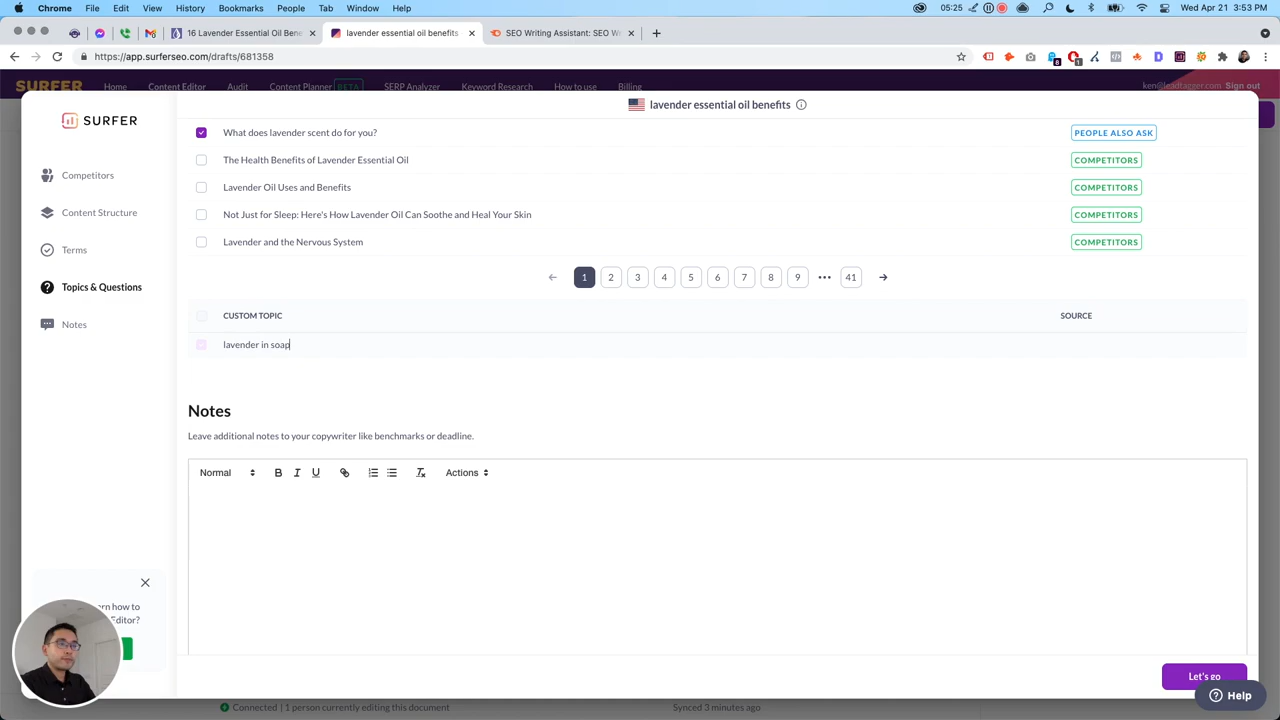 Chrome File Edit View History Bookmarks People Tab Window Help 05:25 Wed Apr 21 3:53 PM
16 Lavender Essential Oil Bene
lavender essential oil benefits
SEO Writing Assistant: SEO W
https://app.surferseo.com/drafts/681358
8
1
SURFER Home Content Editor Audit Content Planner BETA SERP Analyzer Keyword Research How to use Billing Sign out
SURFER
lavender essential oil benefits
Competitors
Content Structure
Terms
Topics & Questions
Notes
What does lavender scent do for you? PEOPLE ALSO ASK
The Health Benefits of Lavender Essential Oil COMPETITORS
Lavender Oil Uses and Benefits COMPETITORS
Not Just for Sleep: Here's How Lavender Oil Can Soothe and Heal Your Skin COMPETITORS
Lavender and the Nervous System COMPETITORS
1 2 3 4 5 6 7 8 9 ••• 41
CUSTOM TOPIC SOURCE
lavender in soap
Notes
Leave additional notes to your copywriter like benchmarks or deadline.
Normal B I U Actions
how to
Editor?
Let's go
Help
Connected | 1 person currently editing this document Synced 3 minutes ago